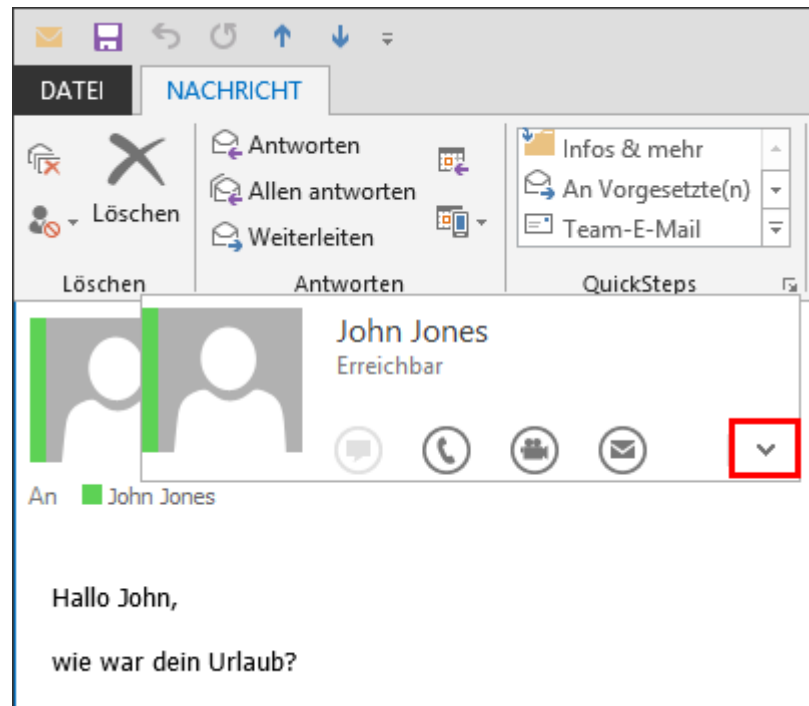 DATEI NACHRICHT
Antworten
Allen antworten
Weiterleiten
Löschen
Infos & mehr
An Vorgesetzte(n)
Team-E-Mail
Löschen Antworten QuickSteps
John Jones
Erreichbar
An John Jones
Hallo John,
wie war dein Urlaub?